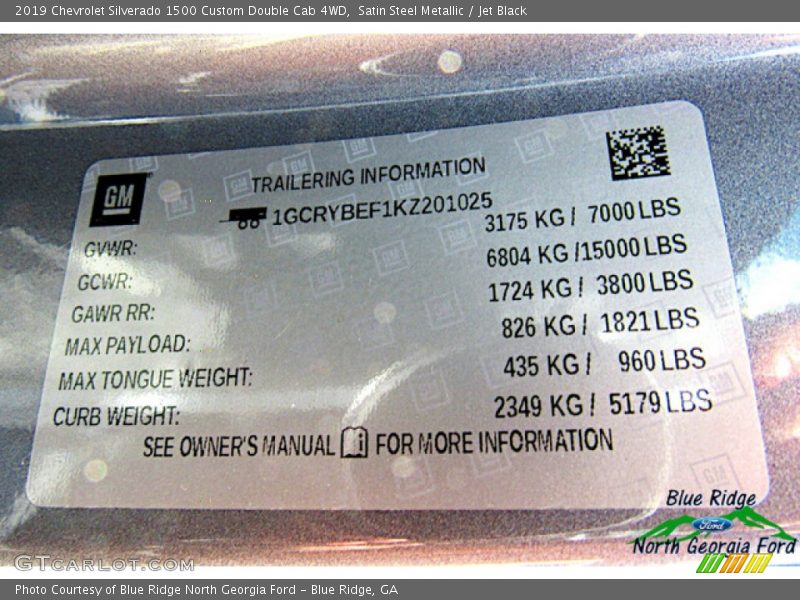 2019 Chevrolet Silverado 1500 Custom Double Cab 4WD, Satin Steel Metallic / Jet Black
GM
TRAILERING INFORMATION
1GCRYBEF1KZ201025
GVWR: 3175 KG / 7000 LBS
GCWR: 6804 KG /15000 LBS
GAWR RR: 1724 KG / 3800 LBS
MAX PAYLOAD: 826 KG / 1821 LBS
MAX TONGUE WEIGHT: 435 KG / 960 LBS
CURB WEIGHT: 2349 KG / 5179 LBS
SEE OWNER'S MANUAL i FOR MORE INFORMATION
Blue Ridge
Ford
North Georgia Ford
GTCARLOT.COM
Photo Courtesy of Blue Ridge North Georgia Ford – Blue Ridge, GA